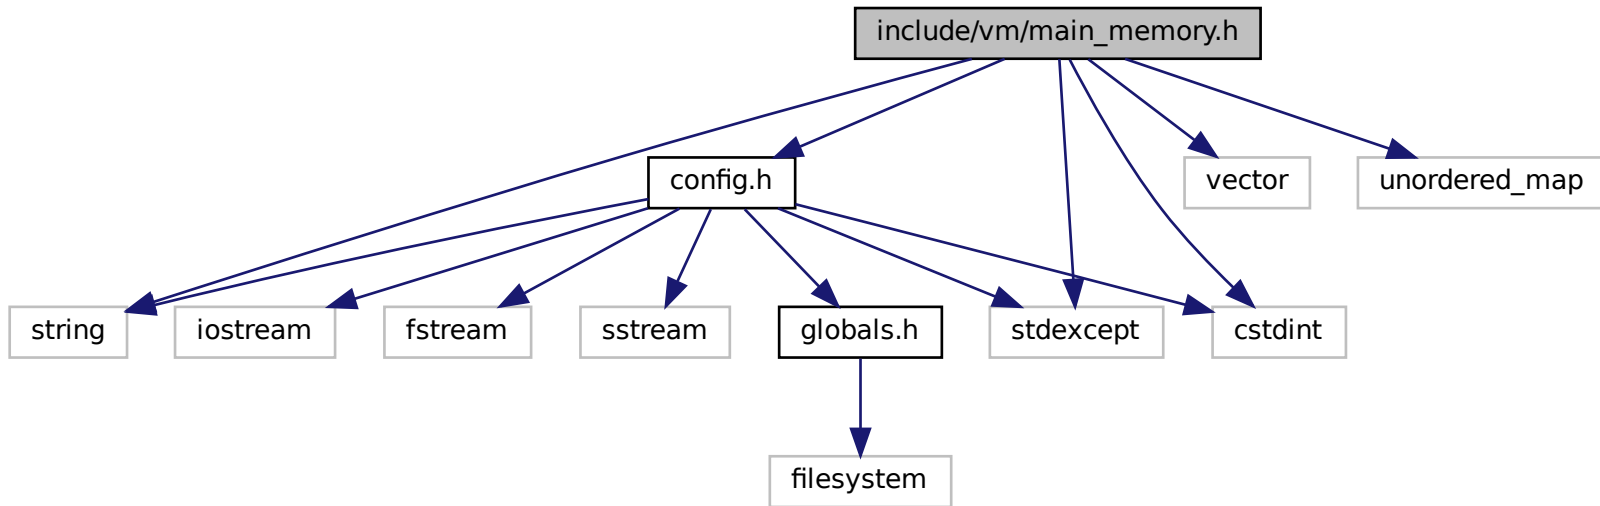 include/vm/main_memory.h
config.h
vector
unordered_map
string
iostream
fstream
sstream
globals.h
stdexcept
cstdint
filesystem